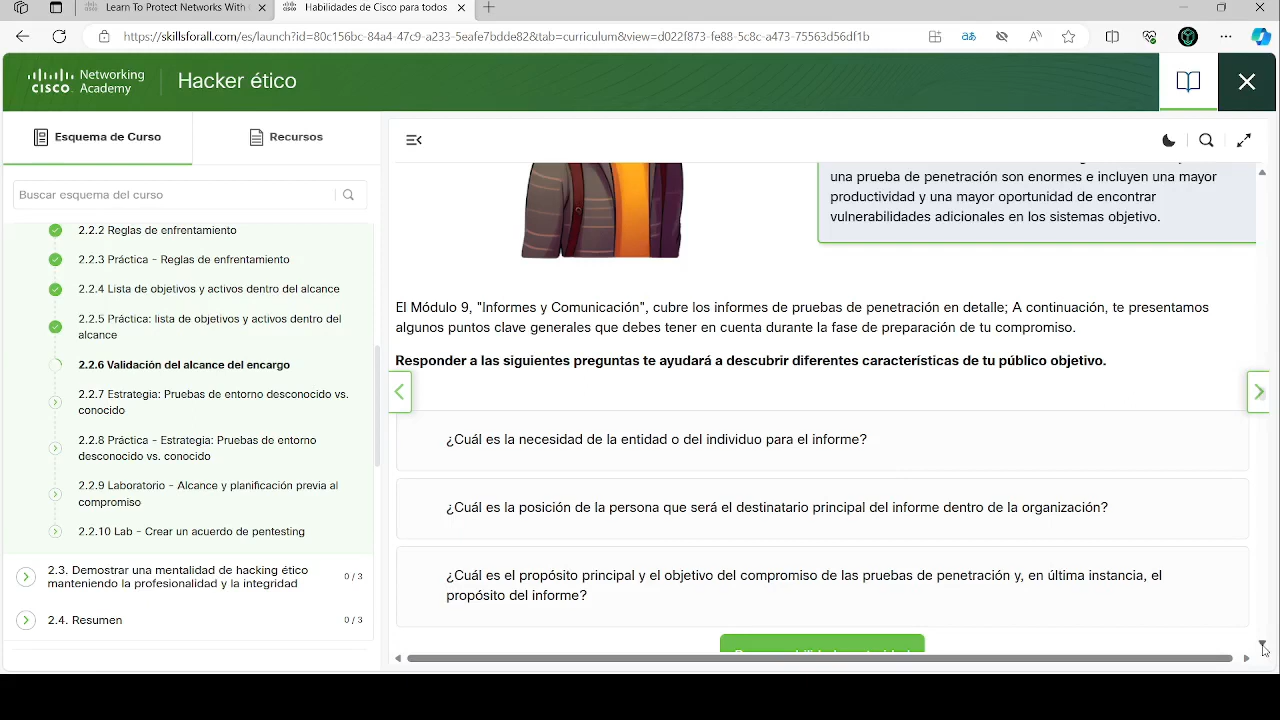 Learn To Protect Networks With
Habilidades de Cisco para todos
https://skillsforall.com/es/launch?id=80c156bc-84a4-47c9-a233-5eafe7bdde82&tab=curriculum&view=d022f873-fe88-5c8c-a473-75563d56df1b
Networking
CISCO Academy
Hacker ético
Esquema de Curso
Recursos
Buscar esquema del curso
2.2.2 Reglas de enfrentamiento
2.2.3 Práctica - Reglas de enfrentamiento
2.2.4 Lista de objetivos y activos dentro del alcance
2.2.5 Práctica: lista de objetivos y activos dentro del
alcance
2.2.6 Validación del alcance del encargo
2.2.7 Estrategia: Pruebas de entorno desconocido vs.
conocido
2.2.8 Práctica - Estrategia: Pruebas de entorno
desconocido vs. conocido
2.2.9 Laboratorio - Alcance y planificación previa al
compromiso
2.2.10 Lab - Crear un acuerdo de pentesting
2.3. Demostrar una mentalidad de hacking ético
manteniendo la profesionalidad y la integridad
0 / 3
2.4. Resumen
0 / 3
una prueba de penetración son enormes e incluyen una mayor
productividad y una mayor oportunidad de encontrar
vulnerabilidades adicionales en los sistemas objetivo.
El Módulo 9, "Informes y Comunicación", cubre los informes de pruebas de penetración en detalle; A continuación, te presentamos
algunos puntos clave generales que debes tener en cuenta durante la fase de preparación de tu compromiso.
Responder a las siguientes preguntas te ayudará a descubrir diferentes características de tu público objetivo.
¿Cuál es la necesidad de la entidad o del individuo para el informe?
¿Cuál es la posición de la persona que será el destinatario principal del informe dentro de la organización?
¿Cuál es el propósito principal y el objetivo del compromiso de las pruebas de penetración y, en última instancia, el
propósito del informe?